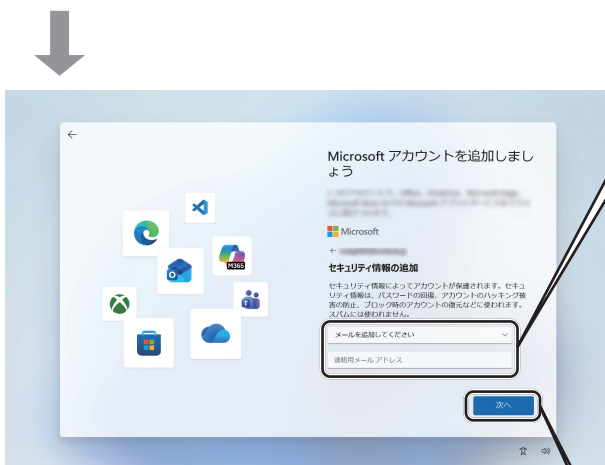 Microsoft アカウントを追加しまし
ょう
Microsoft
セキュリティ情報の追加
セキュリティ情報によってアカウントが保護されます。セキュ
リティ情報は、パスワードの回復、アカウントのハッキング被
害の防止、ブロック時のアカウントの復元などに使われます。
スパムには使われません。
メールを追加してください
連絡用メール アドレス
次へ
M365